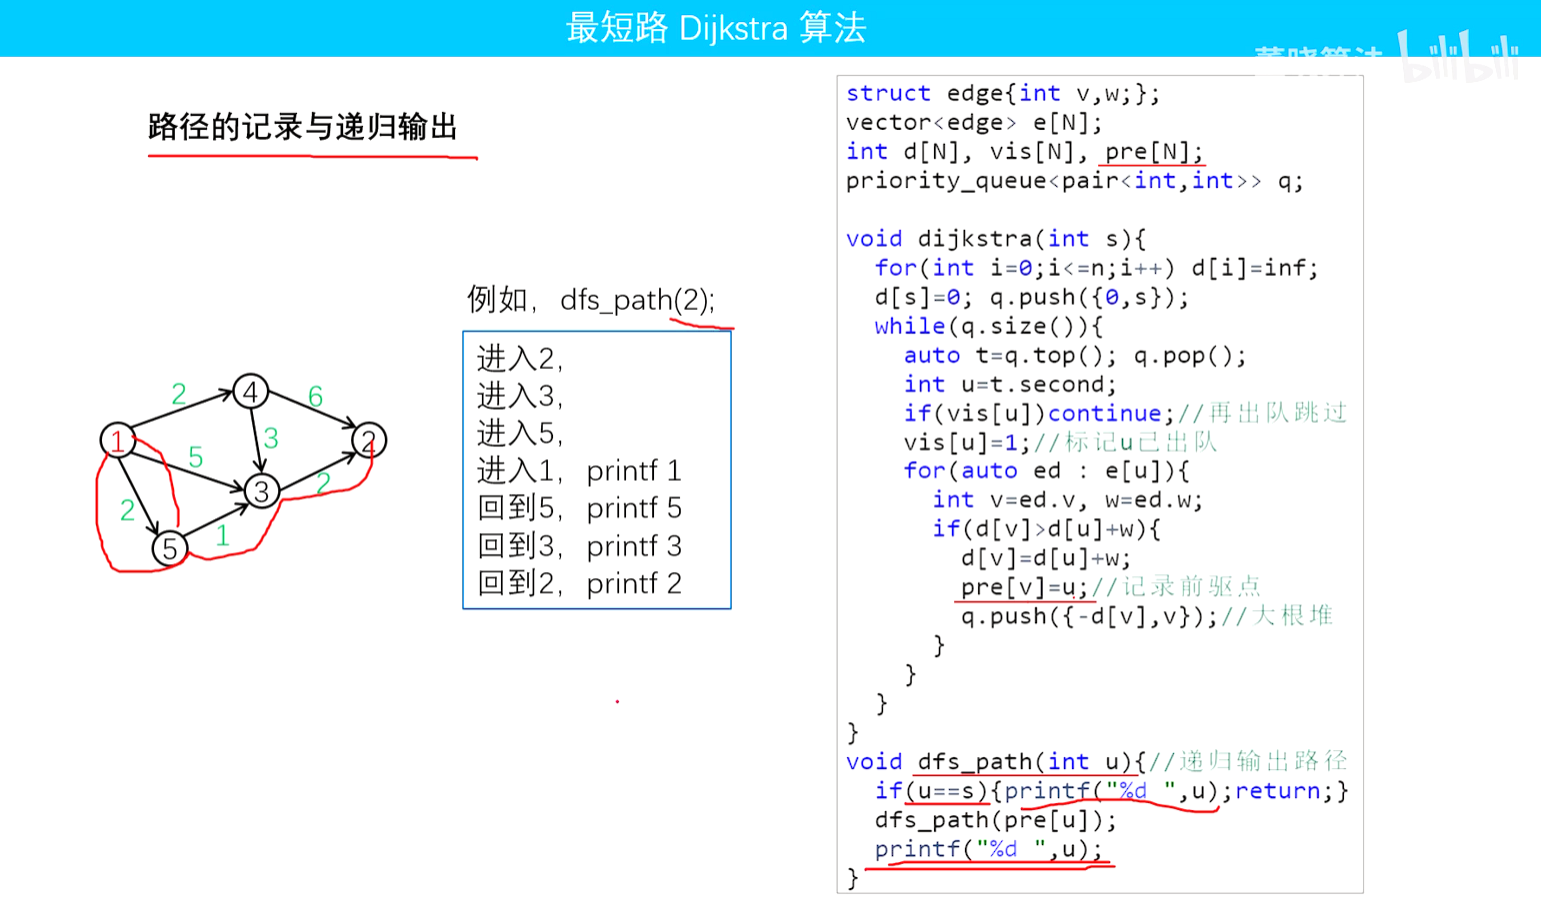 最短路 Dijkstra 算法
bilibili
路径的记录与递归输出
例如，dfs_path(2);
进入2,
进入3,
进入5,
进入1, printf 1
回到5, printf 5
回到3, printf 3
回到2, printf 2
2
4
6
1
5
3
2
3
2
2
1
5
struct edge{int v,w;};
vector<edge> e[N];
int d[N], vis[N], pre[N];
priority_queue<pair<int,int>> q;
void dijkstra(int s){
for(int i=0;i<=n;i++) d[i]=inf;
d[s]=0; q.push({0,s});
while(q.size()){
auto t=q.top(); q.pop();
int u=t.second;
if(vis[u])continue;//再出队跳过
vis[u]=1;//标记u已出队
for(auto ed : e[u]){
int v=ed.v, w=ed.w;
if(d[v]>d[u]+w){
d[v]=d[u]+w;
pre[v]=u;//记录前驱点
q.push({-d[v],v});//大根堆
}
}
}
}
void dfs_path(int u){//递归输出路径
if(u==s){printf("%d ",u);return;}
dfs_path(pre[u]);
printf("%d ",u);
}